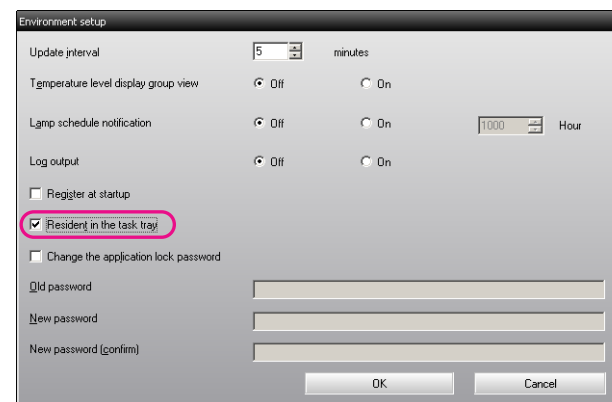 Environment setup
Update interval 5 minutes
Temperature level display group view Off On
Lamp schedule notification Off On 1000 Hour
Log output Off On
Register at startup
Resident in the task tray
Change the application lock password
Old password
New password
New password (confirm)
OK Cancel